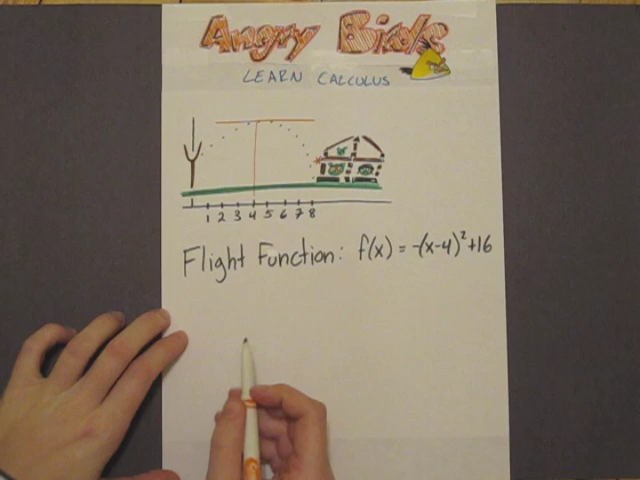 Angry Birds
LEARN CALCULUS
1 2 3 4 5 6 7 8
Flight Function: f(x) = -(x-4)²+16